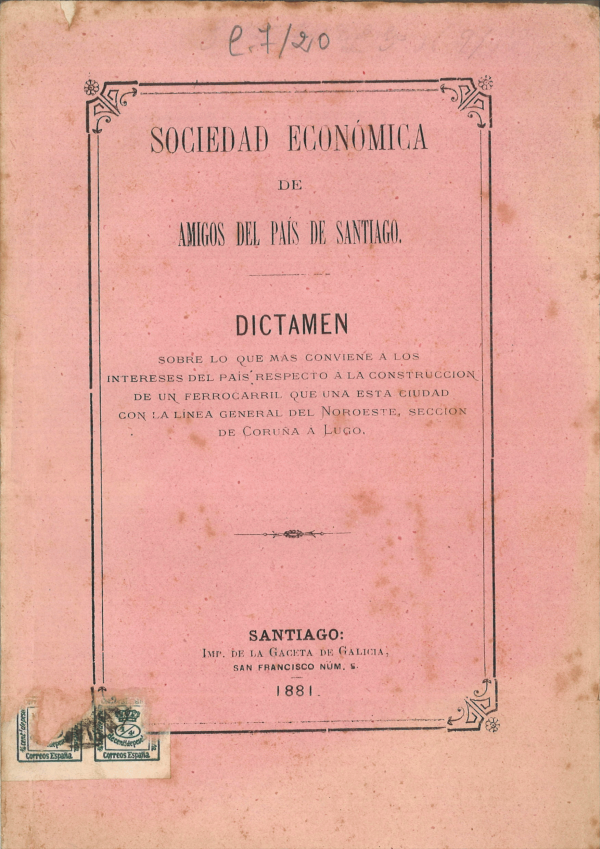 C.7/20
SOCIEDAD ECONÓMICA
DE
AMIGOS DEL PAÍS DE SANTIAGO.
DICTAMEN
SOBRE LO QUE MÁS CONVIENE A LOS
INTERESES DEL PAÍS RESPECTO A LA CONSTRUCCION
DE UN FERROCARRIL QUE UNA ESTA CIUDAD
CON LA LÍNEA GENERAL DEL NOROESTE, SECCION
DE CORUÑA A LUGO.
SANTIAGO:
IMP. DE LA GACETA DE GALICIA,
SAN FRANCISCO NÚM. 5.
1881.
Correos España Correos España